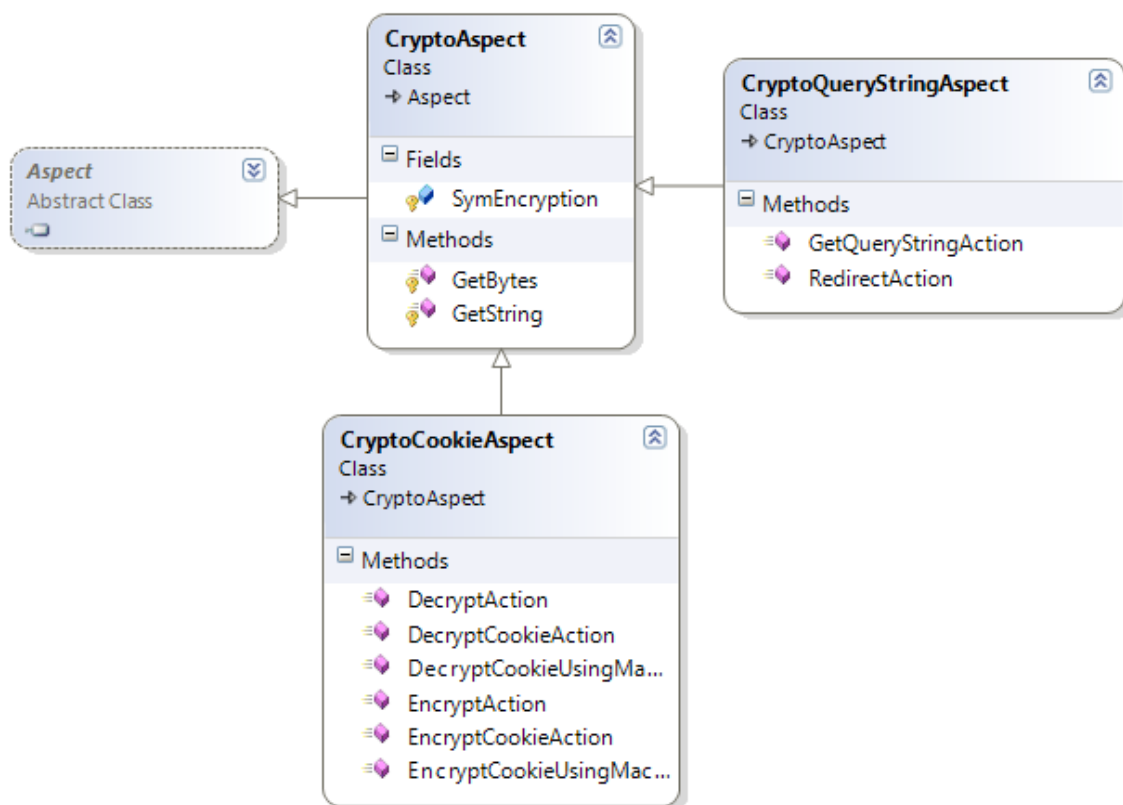 CryptoAspect
Class
Aspect
Fields
SymEncryption
Methods
GetBytes
GetString
CryptoQueryStringAspect
Class
CryptoAspect
Methods
GetQueryStringAction
RedirectAction
Aspect
Abstract Class
CryptoCookieAspect
Class
CryptoAspect
Methods
DecryptAction
DecryptCookieAction
DecryptCookieUsingMa...
EncryptAction
EncryptCookieAction
EncryptCookieUsingMac...